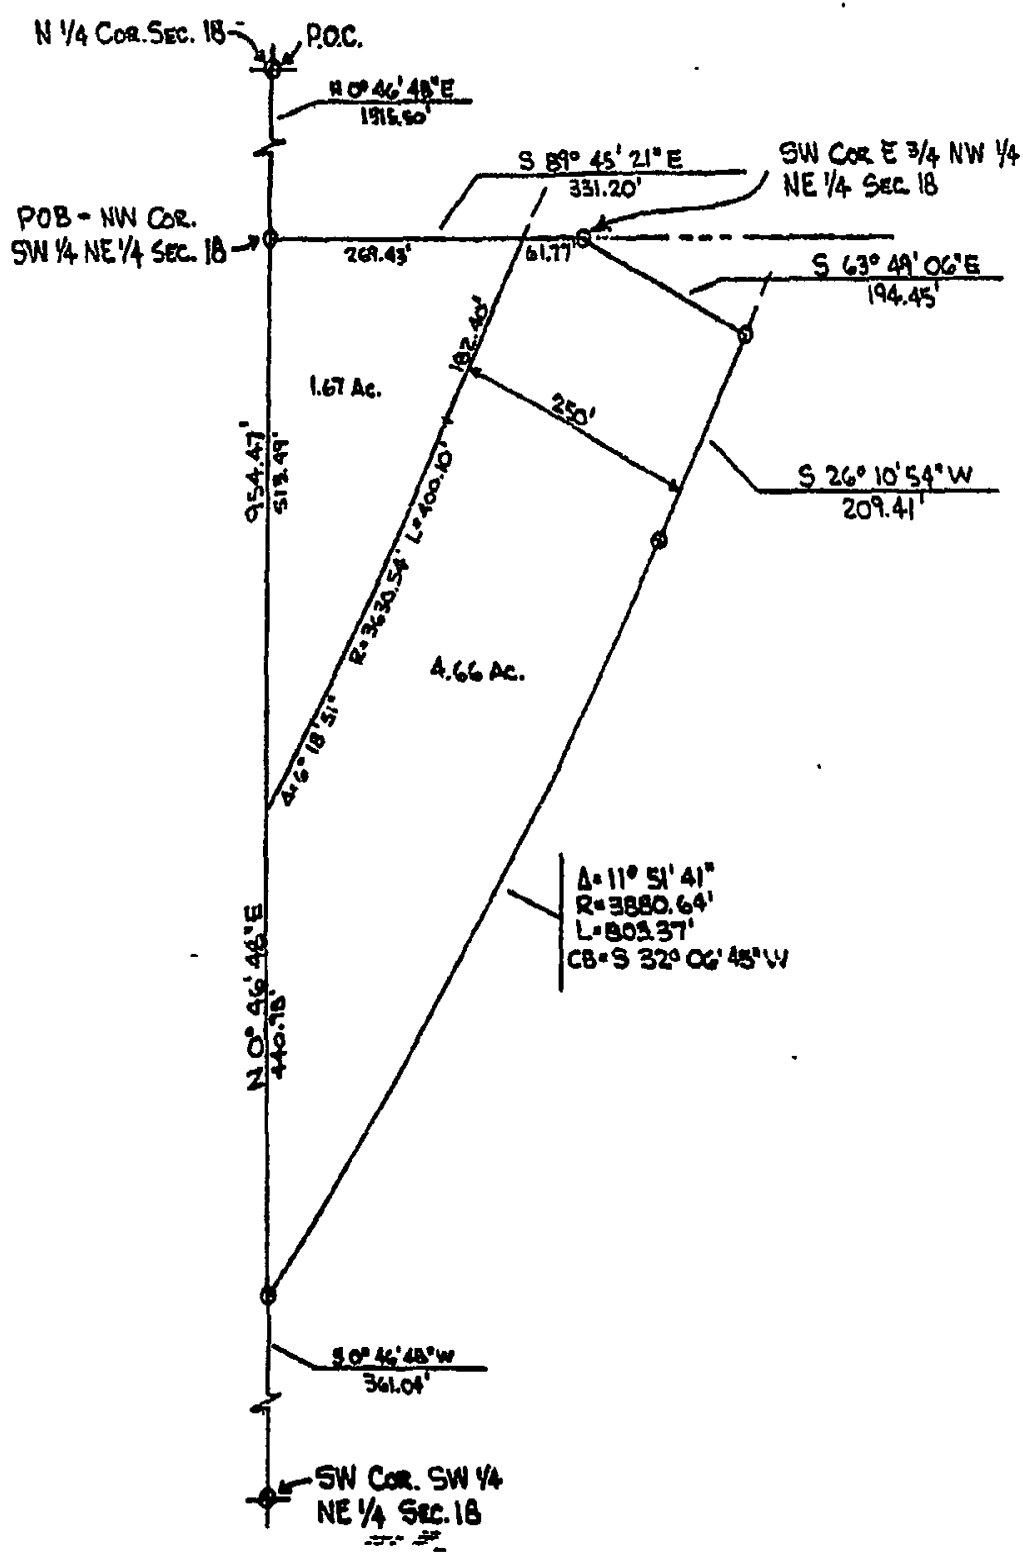 N 1/4 COR. SEC. 18
P.O.C.
N 0° 46' 48" E
1315.50'
S 89° 45' 21" E
331.20'
SW COR E 3/4 NW 1/4
NE 1/4 SEC. 18
POB - NW COR.
SW 1/4 NE 1/4 SEC. 18
269.43'
61.77'
S 63° 49' 06" E
194.45'
182.40'
1.67 AC.
250'
954.47'
513.49'
S 26° 10' 54" W
209.41'
Δ=6° 18' 51" R=3630.54' L=400.10'
4.66 AC.
Δ=11° 51' 41"
R=3880.64'
L=803.37'
CB=S 32° 06' 45" W
N 0° 46' 48" E
440.98'
S 0° 46' 48" W
361.04'
SW COR. SW 1/4
NE 1/4 SEC. 18